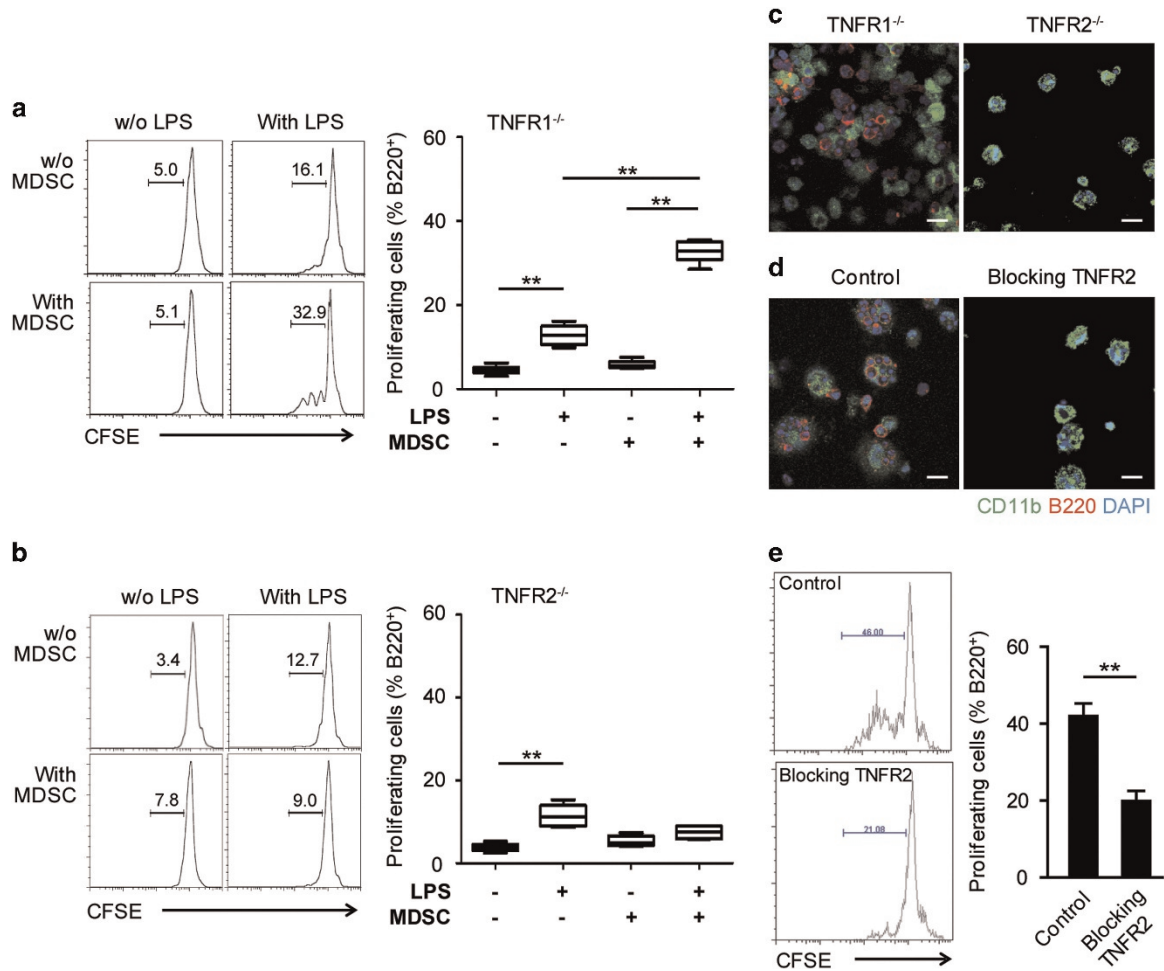 a
w/o LPS With LPS
w/o MDSC
5.0 16.1
With MDSC
5.1 32.9
CFSE
TNFR1-/-
Proliferating cells (% B220+)
60
40
20
0
** ** **
LPS - + - +
MDSC - - + +
b
w/o LPS With LPS
w/o MDSC
3.4 12.7
With MDSC
7.8 9.0
CFSE
TNFR2-/-
Proliferating cells (% B220+)
60
40
20
0
**
LPS - + - +
MDSC - - + +
c
TNFR1-/- TNFR2-/-
d
Control Blocking TNFR2
CD11b B220 DAPI
e
Control
46.00
Blocking TNFR2
21.08
CFSE
Proliferating cells (% B220+)
60
40
20
0
**
Control
Blocking TNFR2